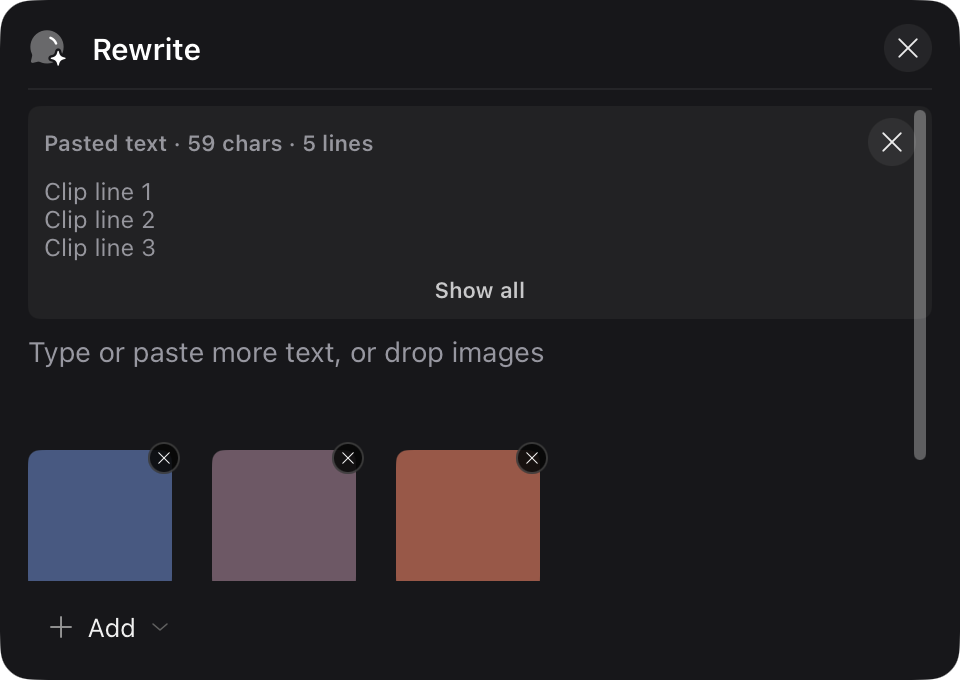 Rewrite
Pasted text · 59 chars · 5 lines
Clip line 1
Clip line 2
Clip line 3
Show all
Type or paste more text, or drop images
Add